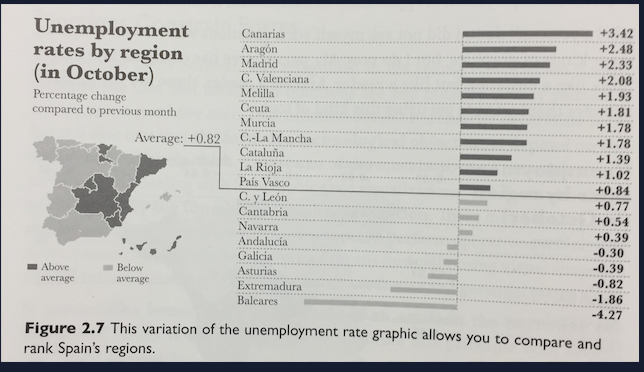 Unemployment
rates by region
(in October)
Percentage change
compared to previous month
Average: +0.82
Canarias +3.42
Aragón +2.48
Madrid +2.33
C. Valenciana +2.08
Melilla +1.93
Ceuta +1.81
Murcia +1.78
C.-La Mancha +1.78
Cataluña +1.39
La Rioja +1.02
País Vasco +0.84
C. y León +0.77
Cantabria +0.54
Navarra +0.39
Andalucía -0.30
Galicia -0.39
Asturias -0.82
Extremadura -1.86
Baleares -4.27
Above
average
Below
average
Figure 2.7 This variation of the unemployment rate graphic allows you to compare and
rank Spain's regions.